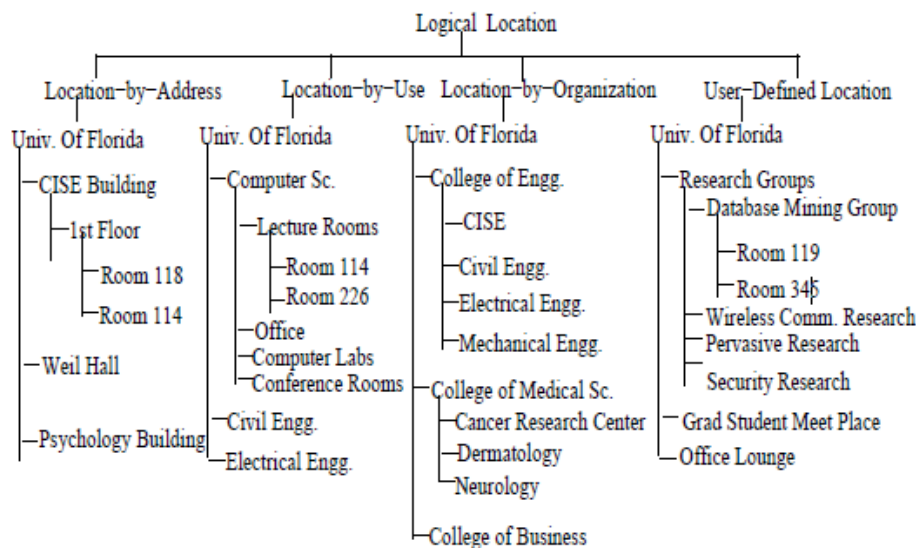 Logical Location
Location-by-Address
Univ. Of Florida
CISE Building
1st Floor
Room 118
Room 114
Weil Hall
Psychology Building
Location-by-Use
Univ. Of Florida
Computer Sc.
Lecture Rooms
Room 114
Room 226
Office
Computer Labs
Conference Rooms
Civil Engg.
Electrical Engg.
Location-by-Organization
Univ. Of Florida
College of Engg.
CISE
Civil Engg.
Electrical Engg.
Mechanical Engg.
College of Medical Sc.
Cancer Research Center
Dermatology
Neurology
College of Business
User-Defined Location
Univ. Of Florida
Research Groups
Database Mining Group
Room 119
Room 345
Wireless Comm. Research
Pervasive Research
Security Research
Grad Student Meet Place
Office Lounge